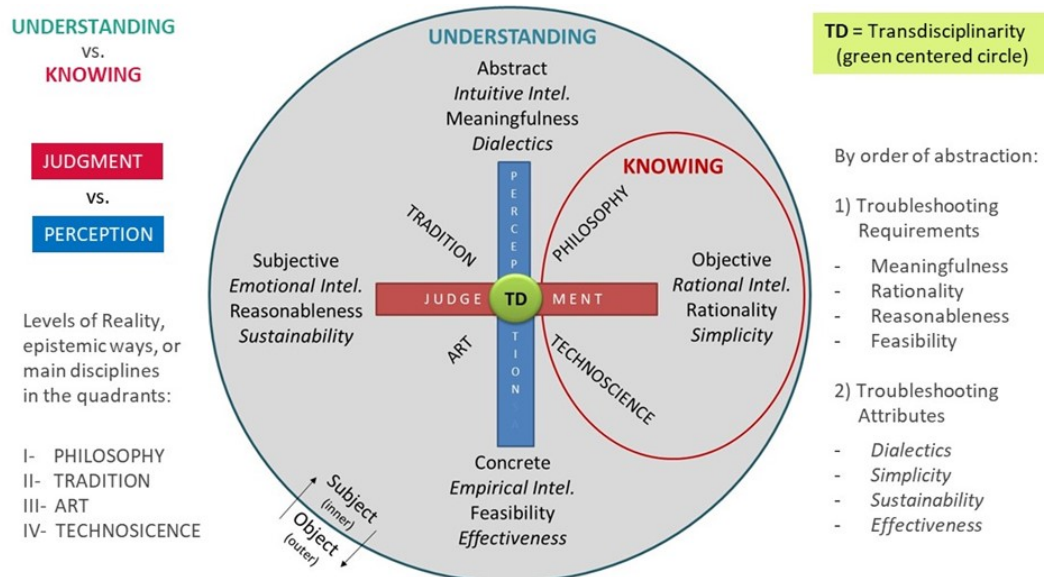 UNDERSTANDING
vs.
KNOWING
JUDGMENT
vs.
PERCEPTION
Levels of Reality,
epistemic ways, or
main disciplines
in the quadrants:
I- PHILOSOPHY
II- TRADITION
III- ART
IV- TECHNOSICENCE
UNDERSTANDING
Abstract
Intuitive Intel.
Meaningfulness
Dialectics
KNOWING
TRADITION
PHILOSOPHY
Subjective
Emotional Intel.
Reasonableness
Sustainability
PERCEP
TION
JUDGE
TD
MENT
Objective
Rational Intel.
Rationality
Simplicity
ART
TECHNOSCIENCE
Concrete
Empirical Intel.
Feasibility
Effectiveness
Subject
(inner)
Object
(outer)
TD = Transdisciplinarity
(green centered circle)
By order of abstraction:
1) Troubleshooting
Requirements
- Meaningfulness
- Rationality
- Reasonableness
- Feasibility
2) Troubleshooting
Attributes
- Dialectics
- Simplicity
- Sustainability
- Effectiveness